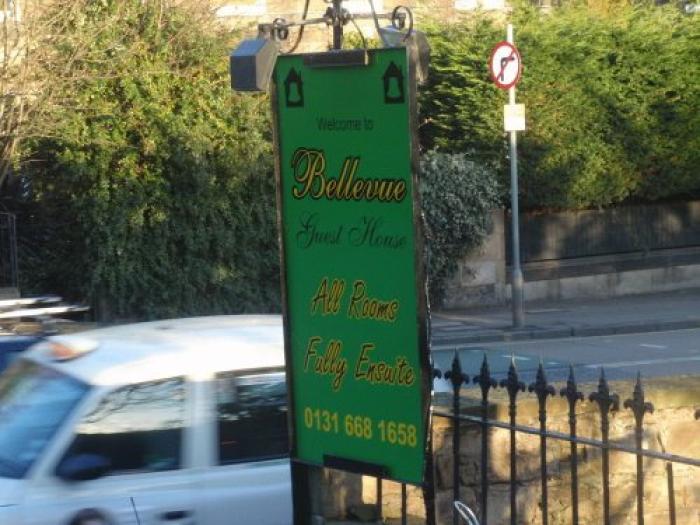 Welcome to
Bellevue
Guest House
All Rooms
Fully Ensuite
0131 668 1658